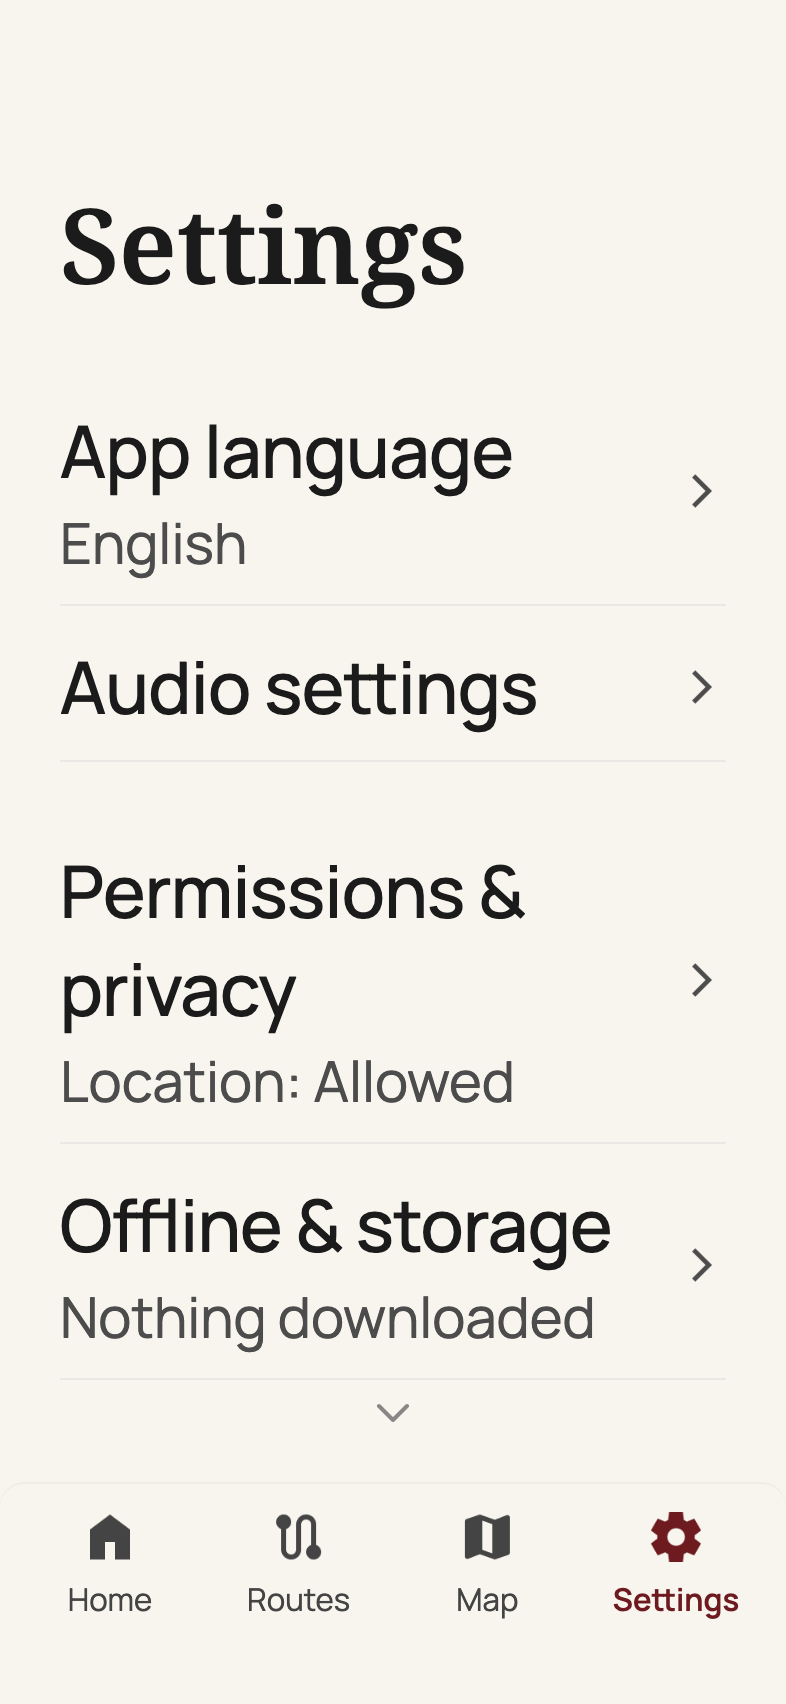 Settings
App language
English
Audio settings
Permissions &
privacy
Location: Allowed
Offline & storage
Nothing downloaded
Home
Routes
Map
Settings